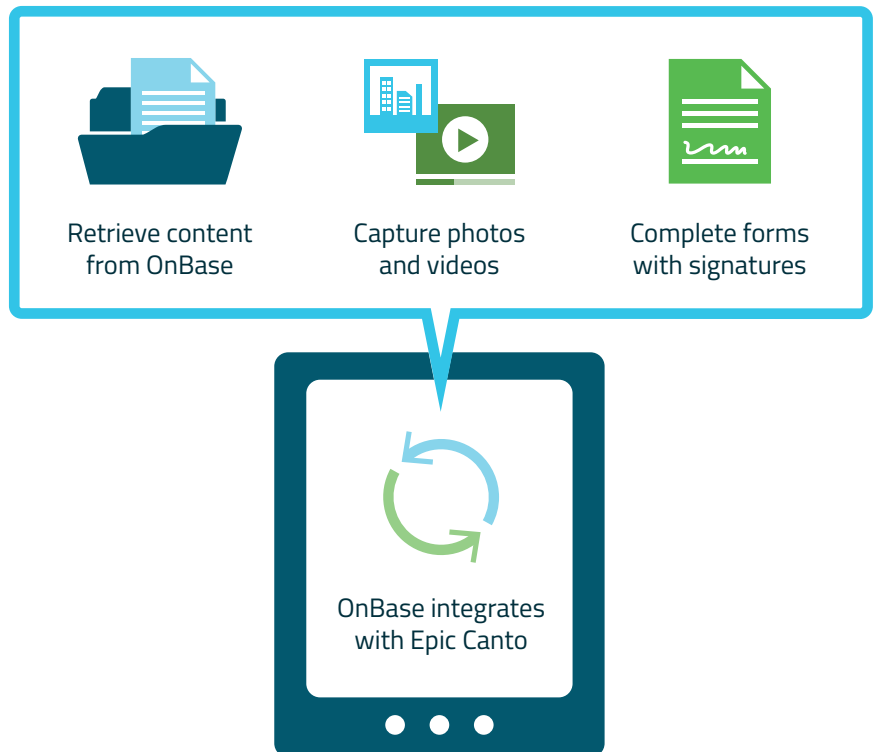 Retrieve content
from OnBase
Capture photos
and videos
Complete forms
with signatures
OnBase integrates
with Epic Canto